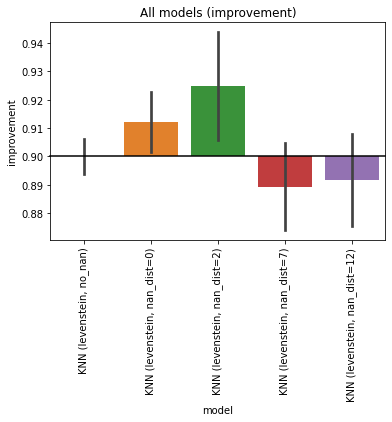 All models (improvement)
improvement
0.94
0.93
0.92
0.91
0.90
0.89
0.88
KNN (levenstein, no_nan)
KNN (levenstein, nan_dist=0)
KNN (levenstein, nan_dist=2)
KNN (levenstein, nan_dist=7)
KNN (levenstein, nan_dist=12)
model